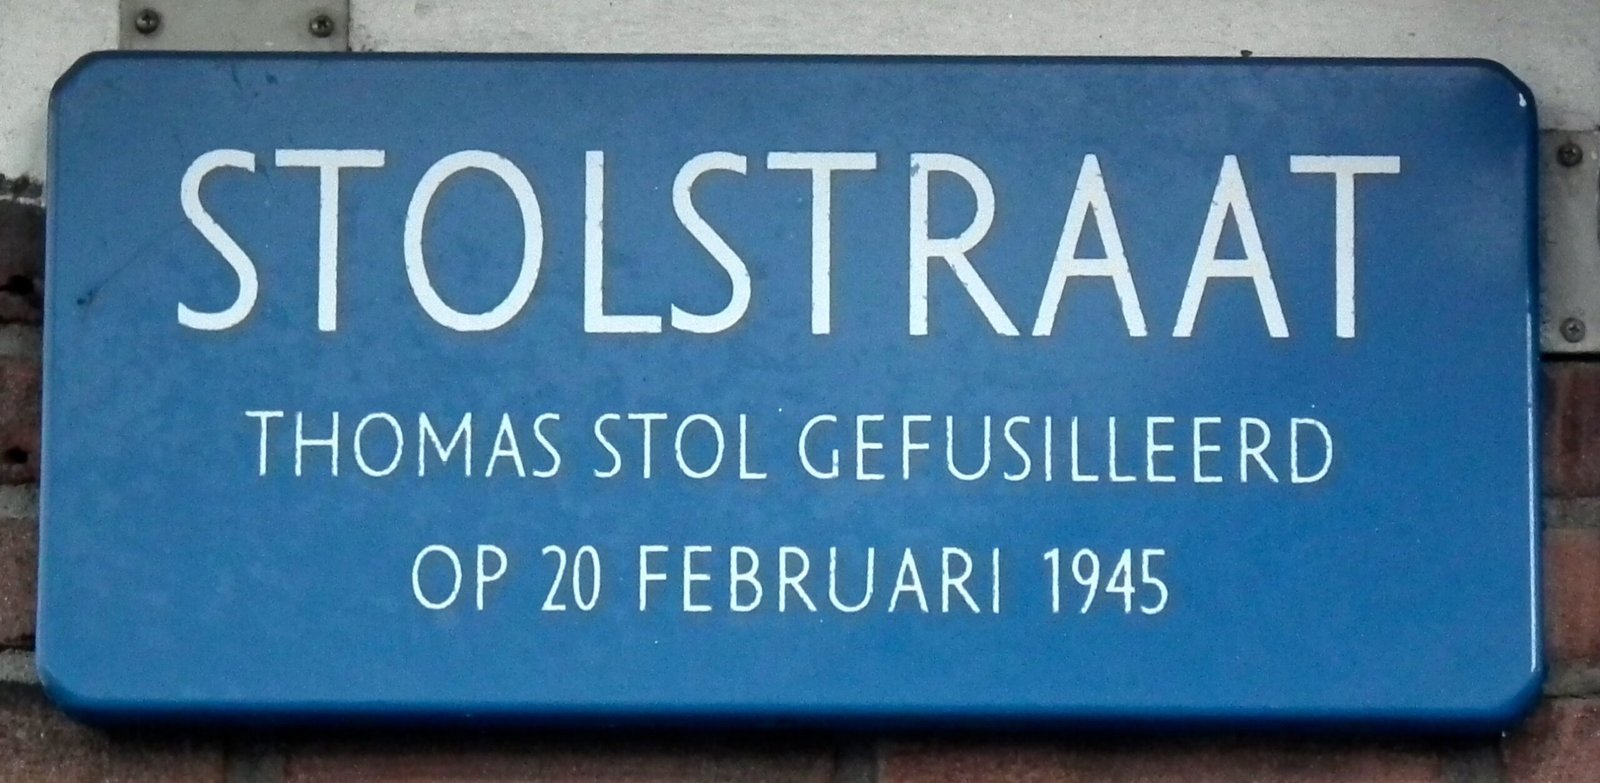 STOLSTRAAT
THOMAS STOL GEFUSILLEERD
OP 20 FEBRUARI 1945